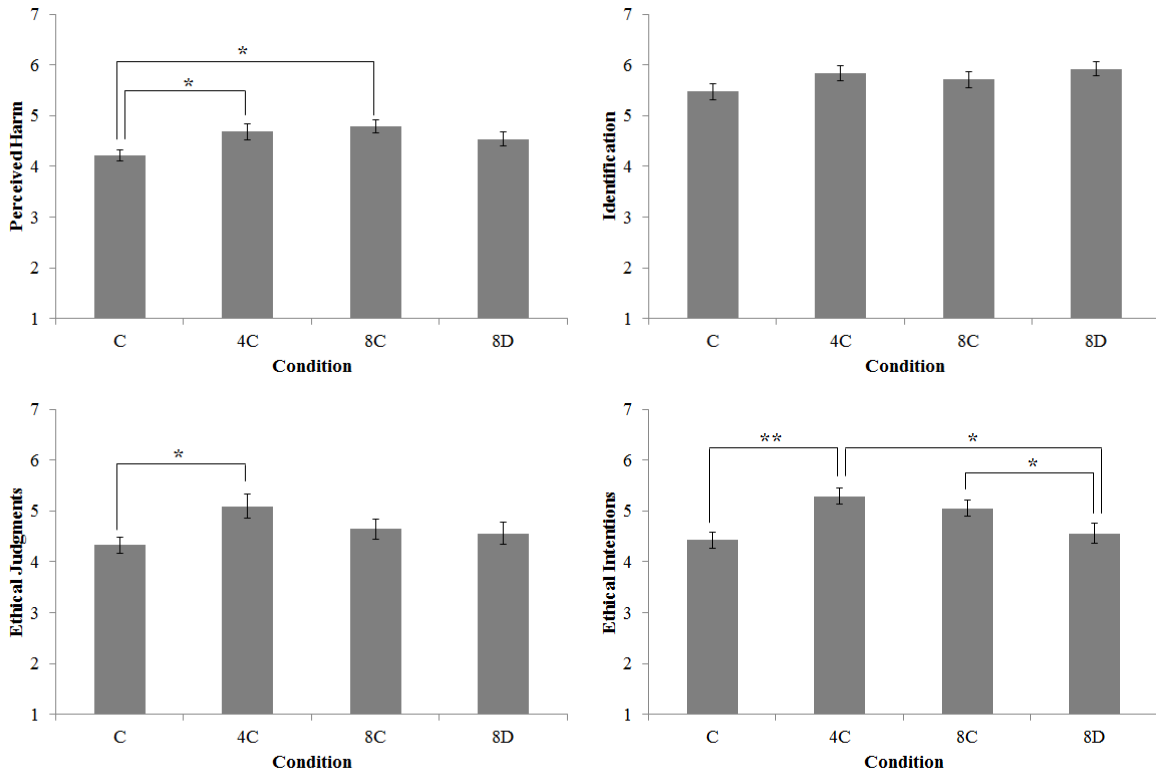 7
6
5
4
3
2
1
Perceived Harm
*
*
C 4C 8C 8D
Condition
7
6
5
4
3
2
1
Identification
C 4C 8C 8D
Condition
7
6
5
4
3
2
1
Ethical Judgments
*
C 4C 8C 8D
Condition
7
6
5
4
3
2
1
Ethical Intentions
** *
*
C 4C 8C 8D
Condition